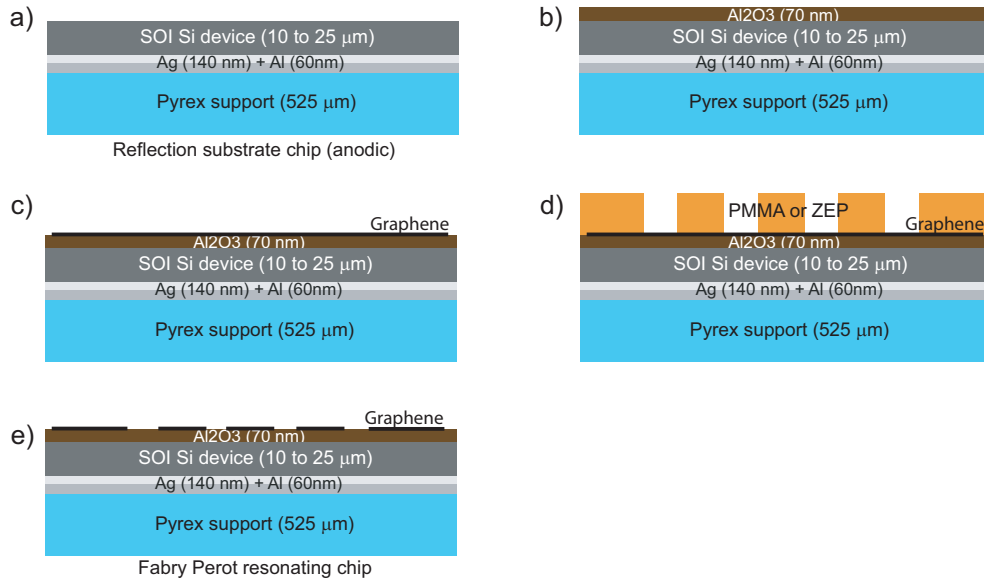 a)
SOI Si device (10 to 25 μm)
Ag (140 nm) + Al (60nm)
Pyrex support (525 μm)
Reflection substrate chip (anodic)
b)
Al2O3 (70 nm)
SOI Si device (10 to 25 μm)
Ag (140 nm) + Al (60nm)
Pyrex support (525 μm)
c)
Graphene
Al2O3 (70 nm)
SOI Si device (10 to 25 μm)
Ag (140 nm) + Al (60nm)
Pyrex support (525 μm)
d)
PMMA or ZEP
Graphene
Al2O3 (70 nm)
SOI Si device (10 to 25 μm)
Ag (140 nm) + Al (60nm)
Pyrex support (525 μm)
e)
Graphene
Al2O3 (70 nm)
SOI Si device (10 to 25 μm)
Ag (140 nm) + Al (60nm)
Pyrex support (525 μm)
Fabry Perot resonating chip